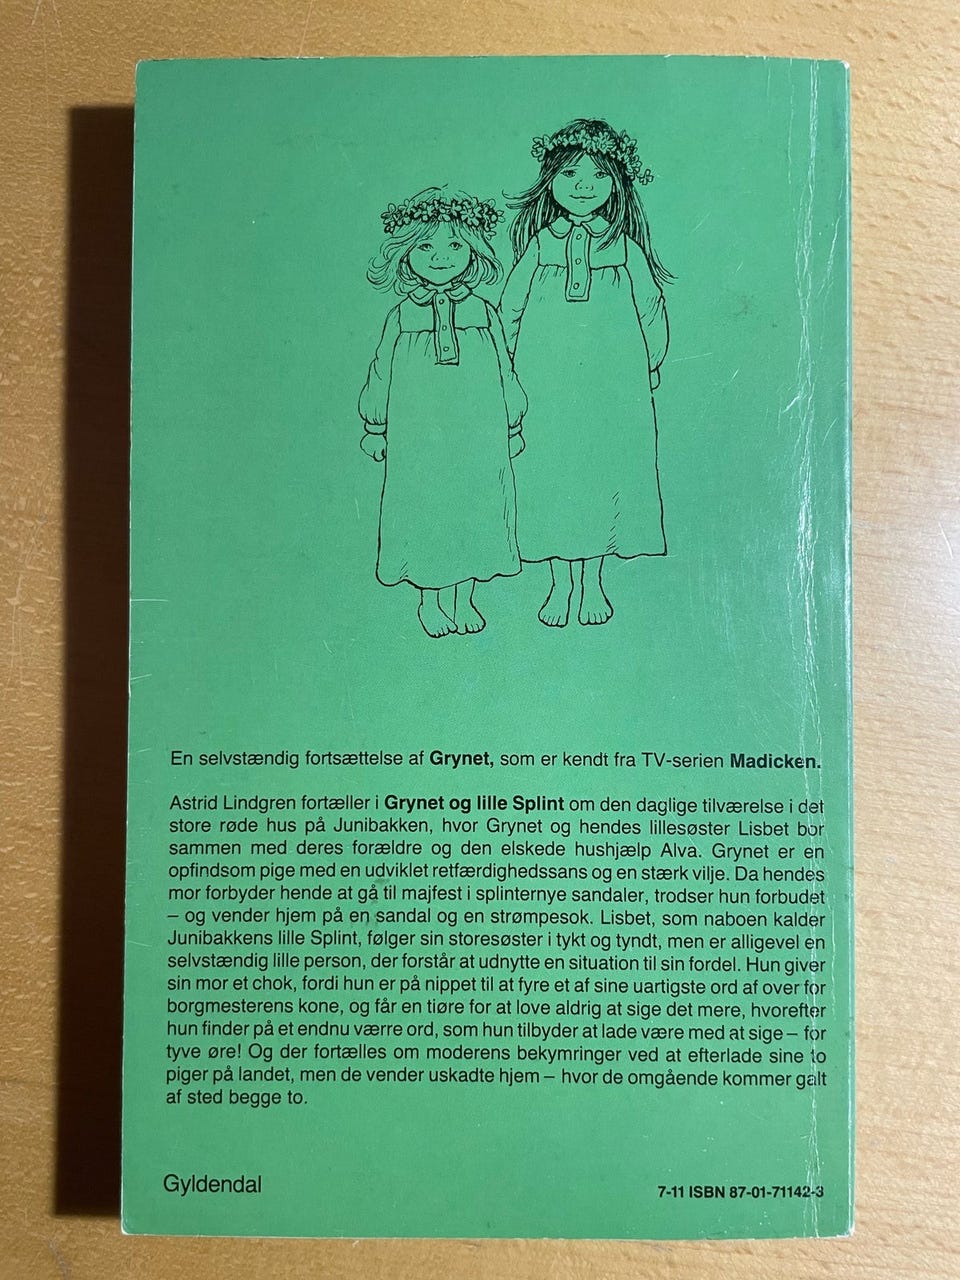 En selvstændig fortsættelse af Grynet, som er kendt fra TV-serien Madicken.
Astrid Lindgren fortæller i Grynet og lille Splint om den daglige tilværelse i det
store røde hus på Junibakken, hvor Grynet og hendes lillesøster Lisbet bor
sammen med deres forældre og den elskede hushjælp Alva. Grynet er en
opfindsom pige med en udviklet retfærdighedssans og en stærk vilje. Da hendes
mor forbyder hende at gå til majfest i splinternye sandaler, trodser hun forbudet
– og vender hjem på en sandal og en strømpesok. Lisbet, som naboen kalder
Junibakkens lille Splint, følger sin storesøster i tykt og tyndt, men er alligevel en
selvstændig lille person, der forstår at udnytte en situation til sin fordel. Hun giver
sin mor et chok, fordi hun er på nippet til at fyre et af sine uartigste ord af over for
borgmesterens kone, og får en tiøre for at love aldrig at sige det mere, hvorefter
hun finder på et endnu værre ord, som hun tilbyder at lade være med at sige – for
tyve øre! Og der fortælles om moderens bekymringer ved at efterlade sine to
piger på landet, men de vender uskadte hjem – hvor de omgående kommer galt
af sted begge to.
Gyldendal
7-11 ISBN 87-01-71142-3